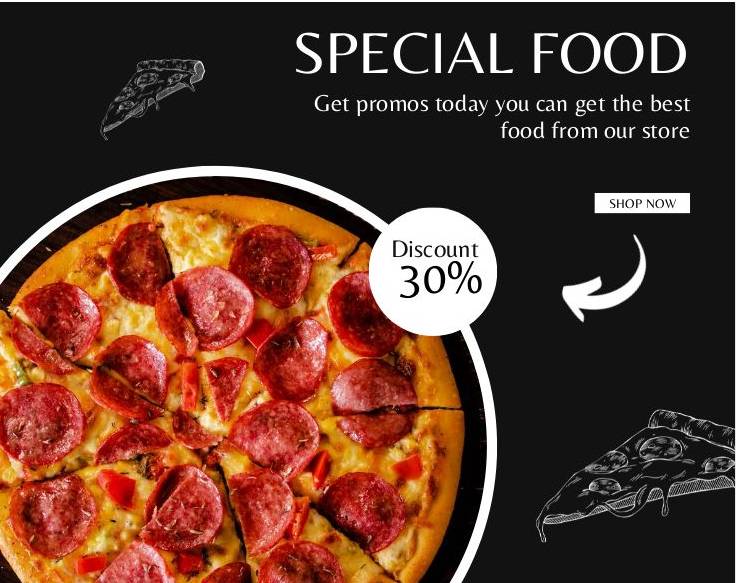 SPECIAL FOOD
Get promos today you can get the best
food from our store
SHOP NOW
Discount
30%